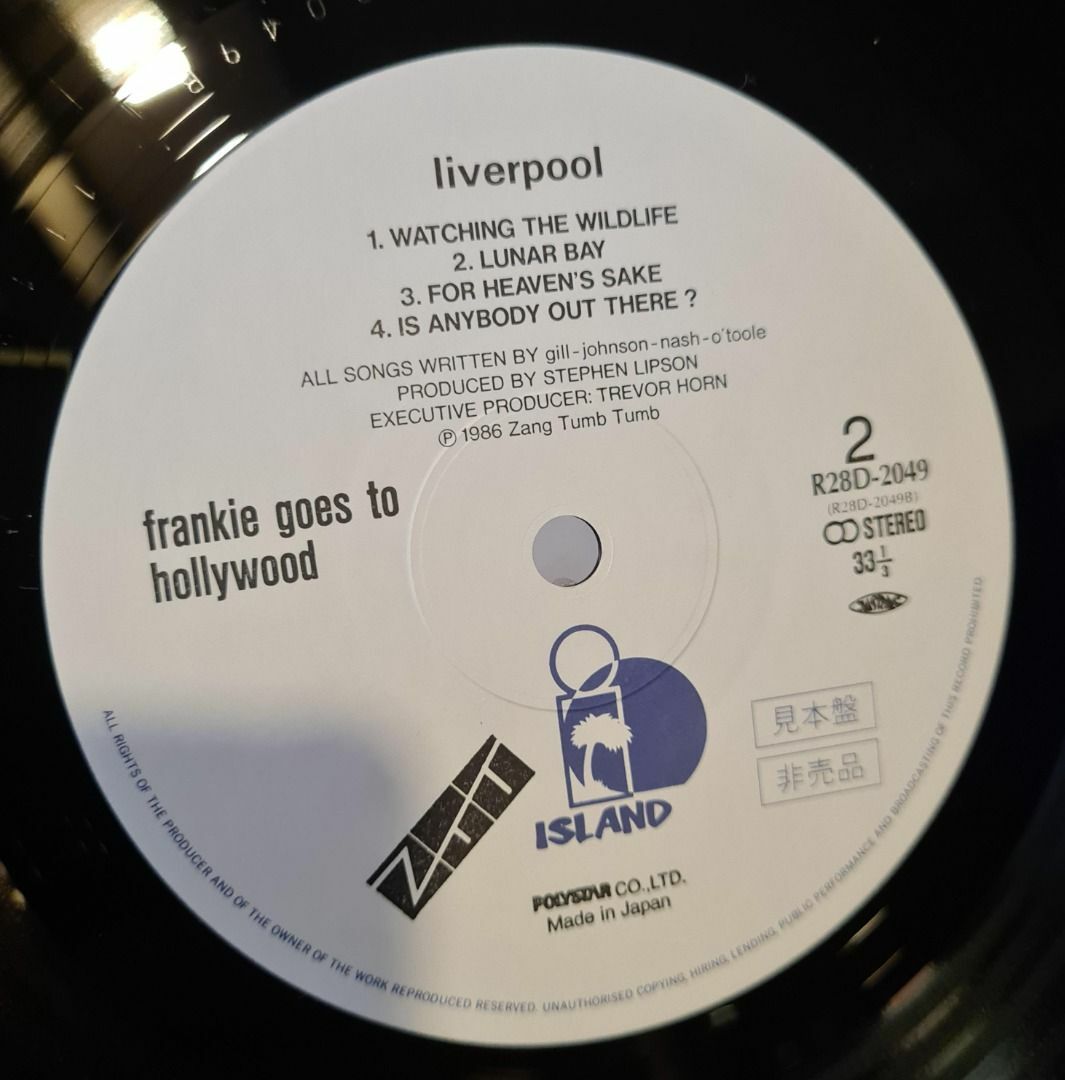 liverpool
1. WATCHING THE WILDLIFE
2. LUNAR BAY
3. FOR HEAVEN'S SAKE
4. IS ANYBODY OUT THERE ?
ALL SONGS WRITTEN BY gill-johnson-nash-o'toole
PRODUCED BY STEPHEN LIPSON
EXECUTIVE PRODUCER: TREVOR HORN
Ⓟ 1986 Zang Tumb Tumb
frankie goes to
hollywood
2
R28D-2049
(R28D-2049B)
STEREO
33 1/3
見本盤
非売品
ZTT
ISLAND
POLYSTAR CO.,LTD.
Made in Japan
ALL RIGHTS OF THE PRODUCER AND OF THE OWNER OF THE WORK REPRODUCED RESERVED. UNAUTHORISED COPYING, HIRING, LENDING, PUBLIC PERFORMANCE AND BROADCASTING OF THIS RECORD PROHIBITED.